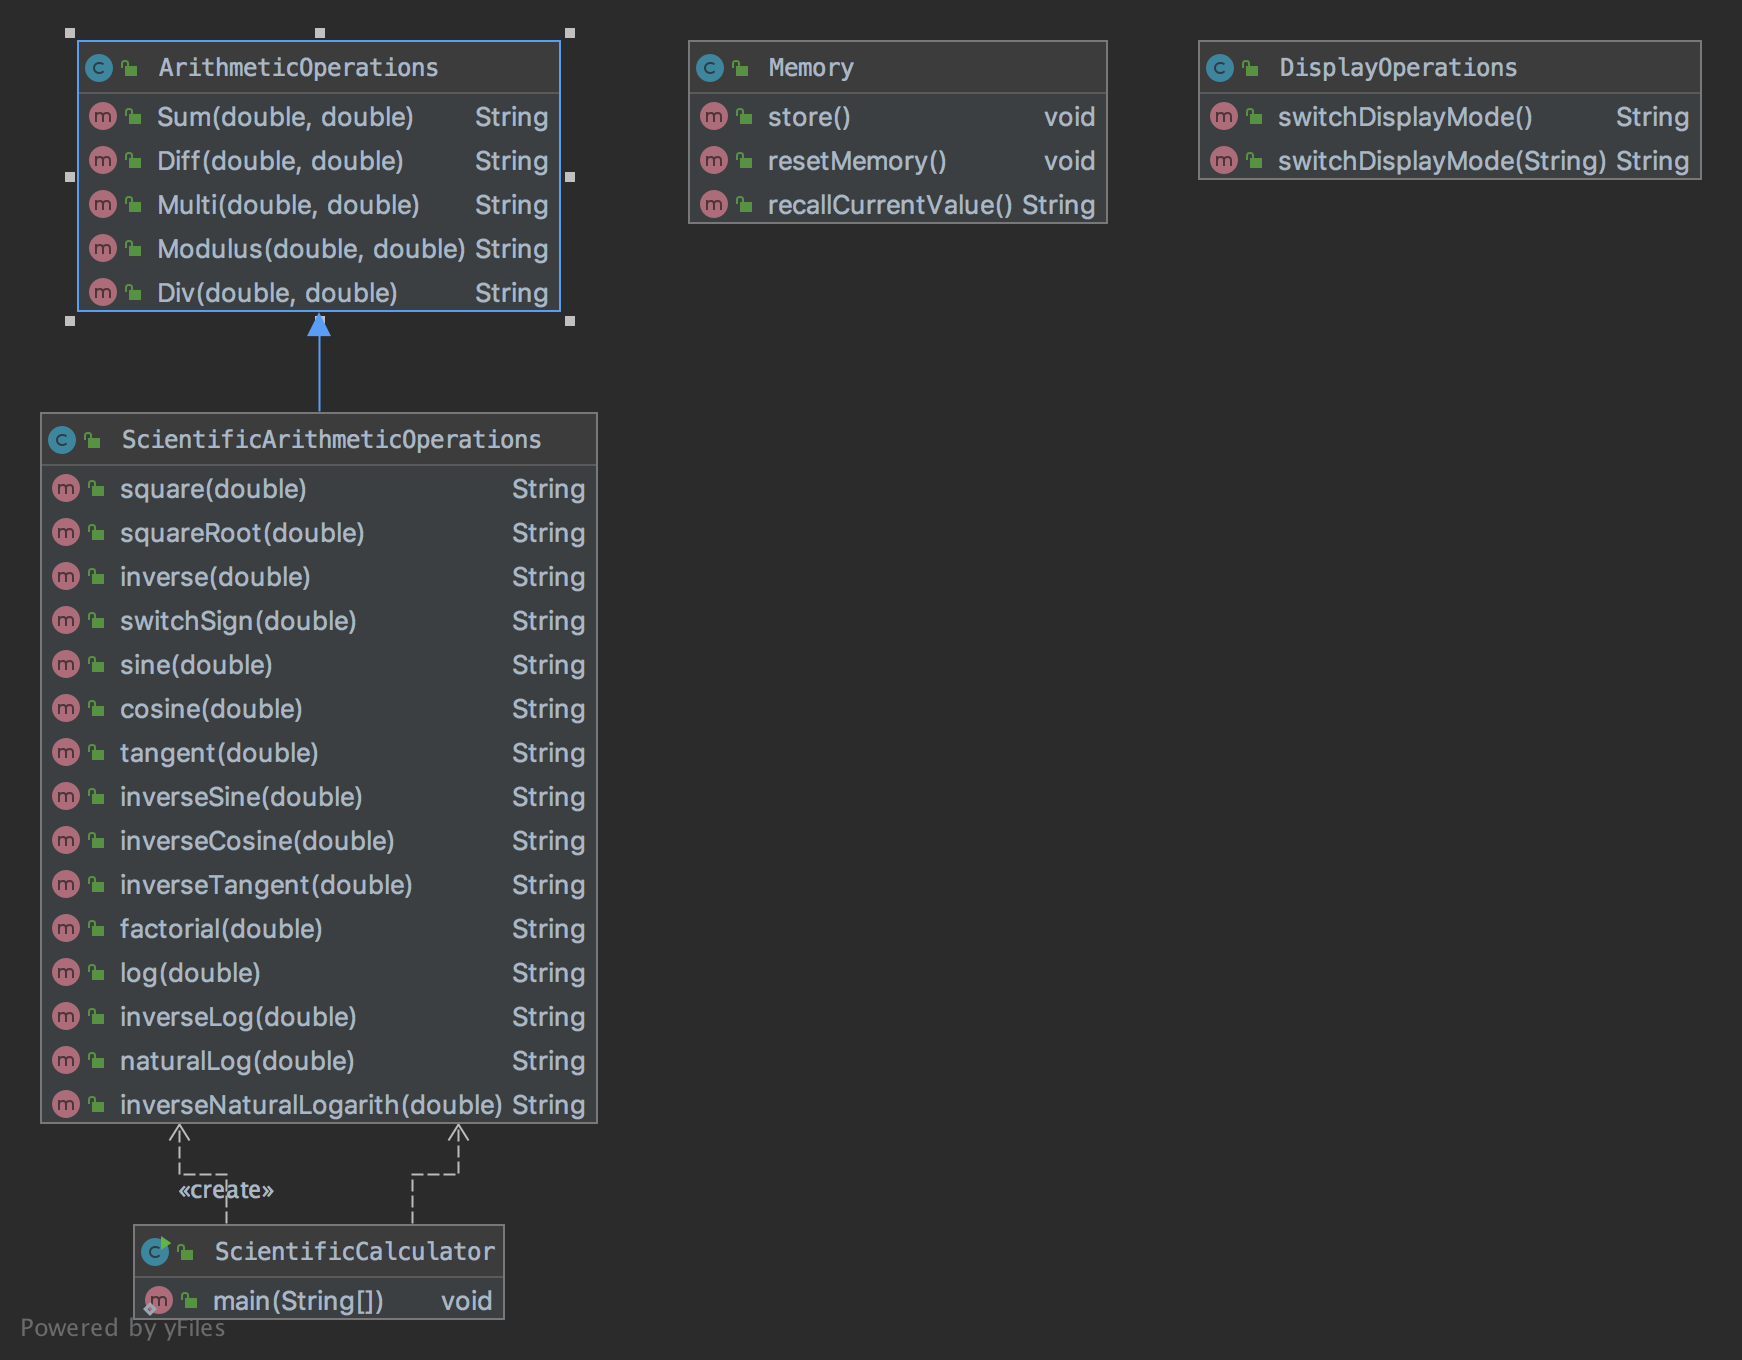 ArithmeticOperations
Sum(double, double) String
Diff(double, double) String
Multi(double, double) String
Modulus(double, double) String
Div(double, double) String
Memory
store() void
resetMemory() void
recallCurrentValue() String
DisplayOperations
switchDisplayMode() String
switchDisplayMode(String) String
ScientificArithmeticOperations
square(double) String
squareRoot(double) String
inverse(double) String
switchSign(double) String
sine(double) String
cosine(double) String
tangent(double) String
inverseSine(double) String
inverseCosine(double) String
inverseTangent(double) String
factorial(double) String
log(double) String
inverseLog(double) String
naturalLog(double) String
inverseNaturalLogarith(double) String
«create»
ScientificCalculator
main(String[]) void
Powered by yFiles